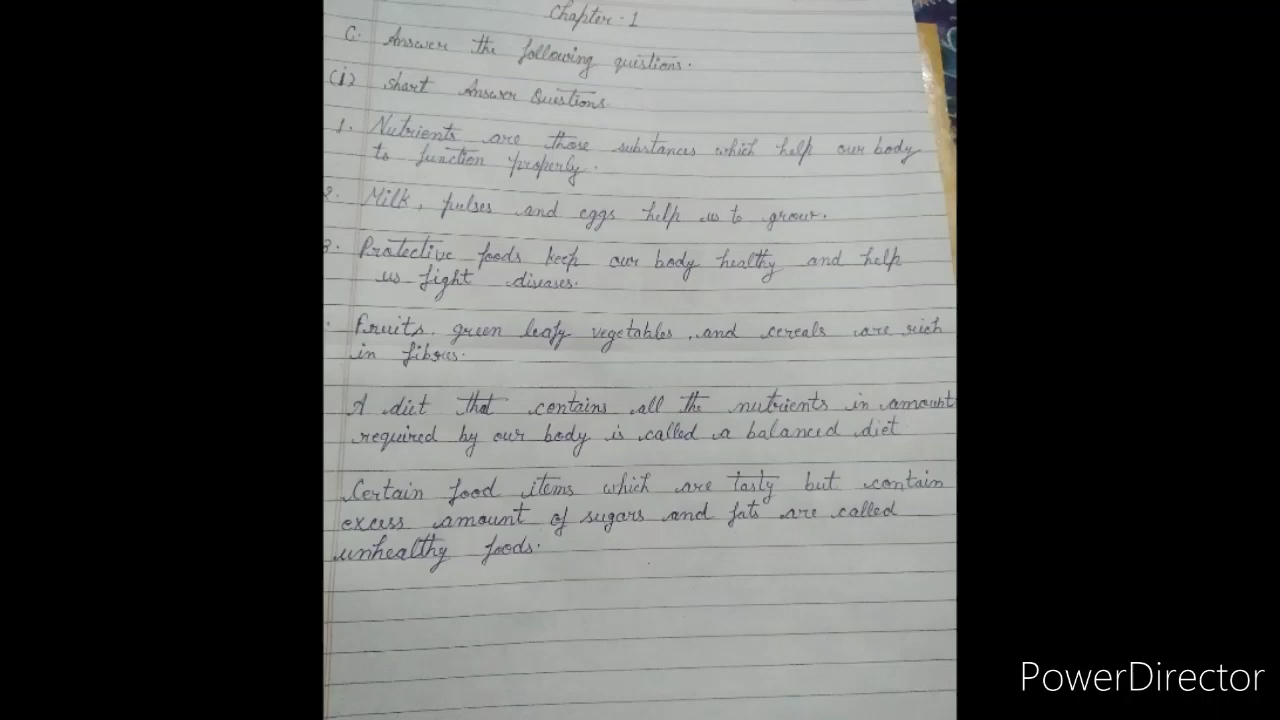 Chapter-1
C. Answer the following questions.
(i) Short Answer Questions
1. Nutrients are those substances which help our body
to function properly.
2. Milk, pulses and eggs help us to grow.
3. Protective foods keep our body healthy and help
us fight diseases.
. Fruits, green leafy vegetables, and cereals are rich
in fibres.
A diet that contains all the nutrients in amount
required by our body is called a balanced diet
Certain food items which are tasty but contain
excess amount of sugars and fats are called
unhealthy foods.
PowerDirector